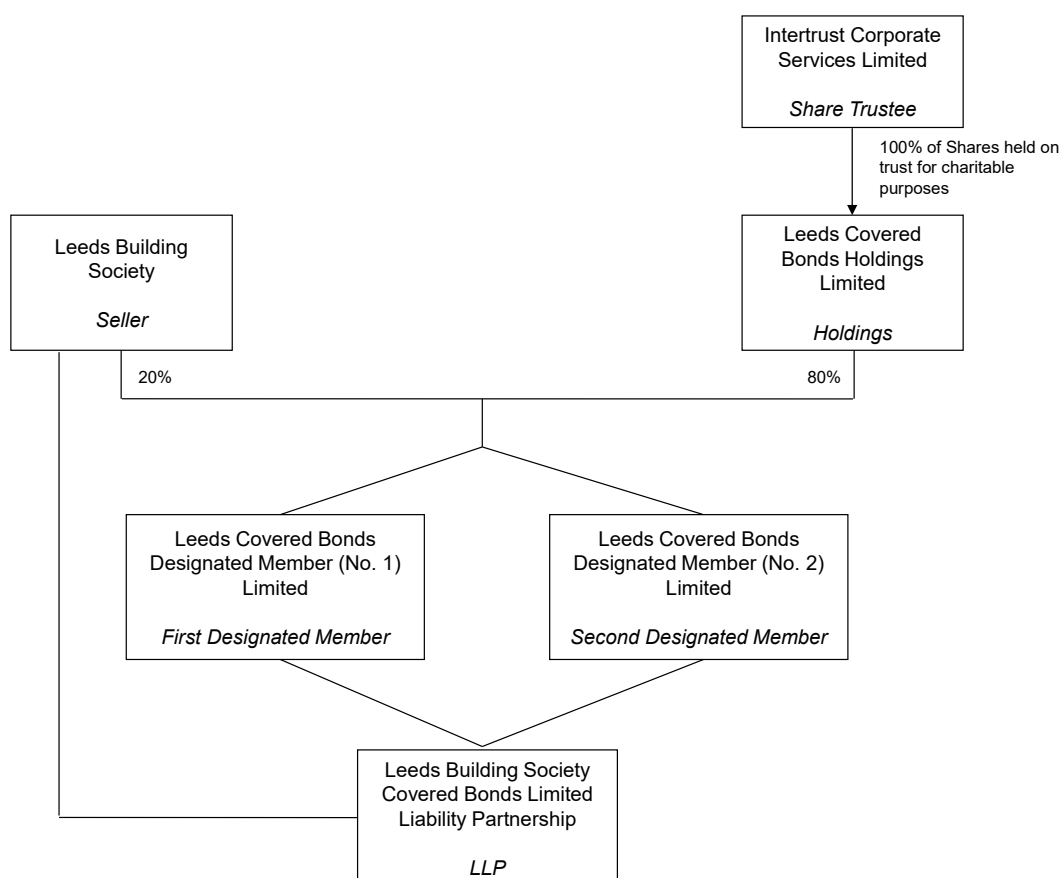 Intertrust Corporate
Services Limited
Share Trustee
100% of Shares held on
trust for charitable
purposes
Leeds Building
Society
Seller
Leeds Covered
Bonds Holdings
Limited
Holdings
20%
80%
Leeds Covered Bonds
Designated Member (No. 1)
Limited
First Designated Member
Leeds Covered Bonds
Designated Member (No. 2)
Limited
Second Designated Member
Leeds Building Society
Covered Bonds Limited
Liability Partnership
LLP